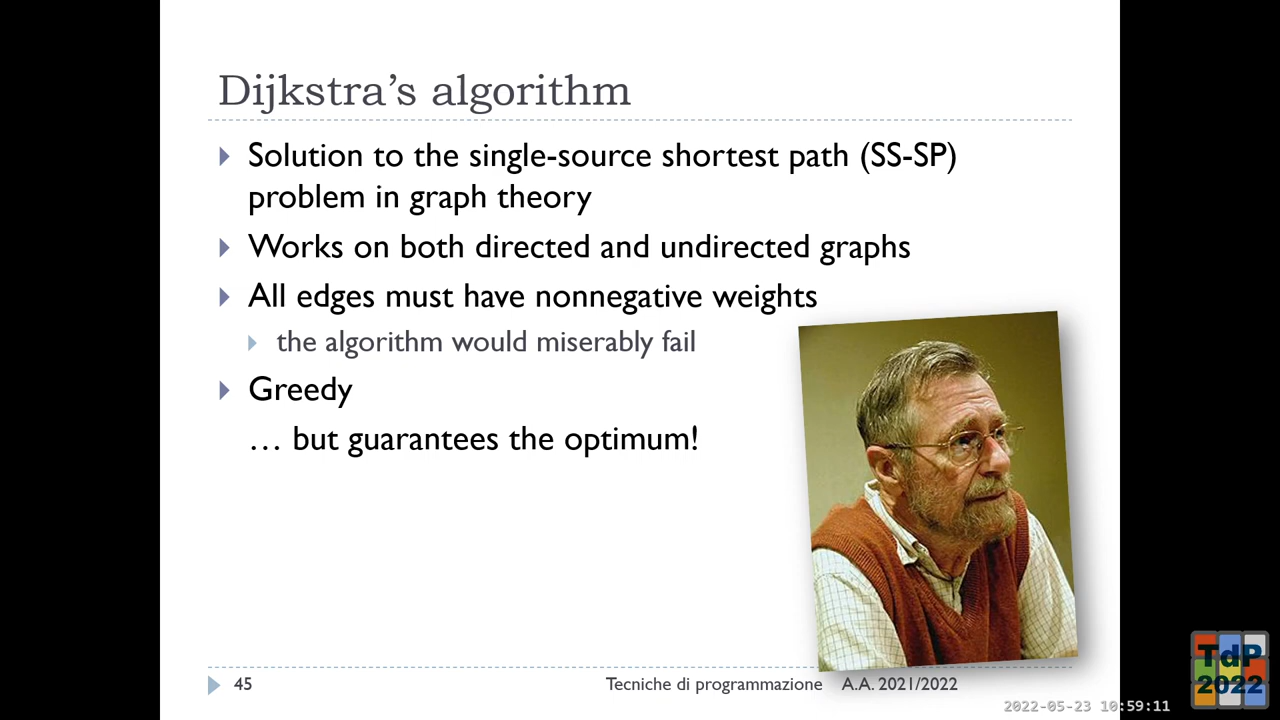 Dijkstra’s algorithm
Solution to the single-source shortest path (SS-SP)
problem in graph theory
Works on both directed and undirected graphs
All edges must have nonnegative weights
the algorithm would miserably fail
Greedy
… but guarantees the optimum!
45
Tecniche di programmazione A.A. 2021/2022
TdP
2022
2022-05-23 10:59:11